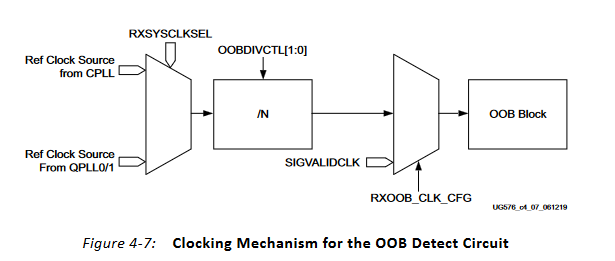 RXSYSCLKSEL
Ref Clock Source
from CPLL
OOBDIVCTL[1:0]
/N
OOB Block
Ref Clock Source
From QPLL0/1
SIGVALIDCLK
RXOOB_CLK_CFG
UG576_c4_07_061219
Figure 4-7: Clocking Mechanism for the OOB Detect Circuit